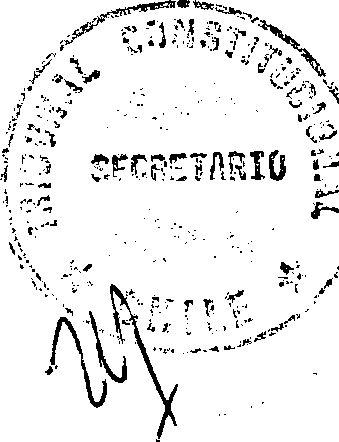 TRIBUNAL CONSTITUCIONAL
SECRETARIO
* CHILE *